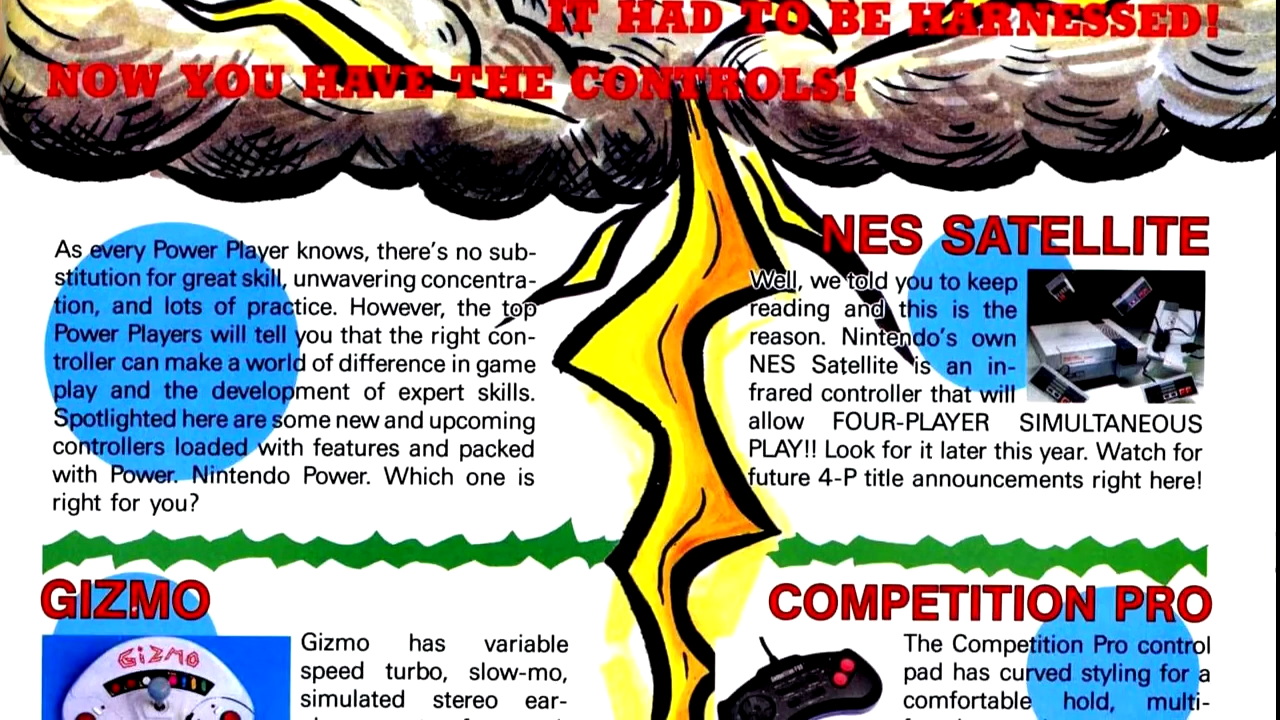 IT HAD TO BE HARNESSED!
NOW YOU HAVE THE CONTROLS!
As every Power Player knows, there's no sub-
stitution for great skill, unwavering concentra-
tion, and lots of practice. However, the top
Power Players will tell you that the right con-
troller can make a world of difference in game
play and the development of expert skills.
Spotlighted here are some new and upcoming
controllers loaded with features and packed
with Power. Nintendo Power. Which one is
right for you?
NES SATELLITE
Well, we told you to keep
reading and this is the
reason. Nintendo's own
NES Satellite is an in-
frared controller that will
allow FOUR-PLAYER SIMULTANEOUS
PLAY!! Look for it later this year. Watch for
future 4-P title announcements right here!
GIZMO
GIZMO
Gizmo has variable
speed turbo, slow-mo,
simulated stereo ear-
COMPETITION PRO
The Competition Pro control
pad has curved styling for a
comfortable hold, multi-